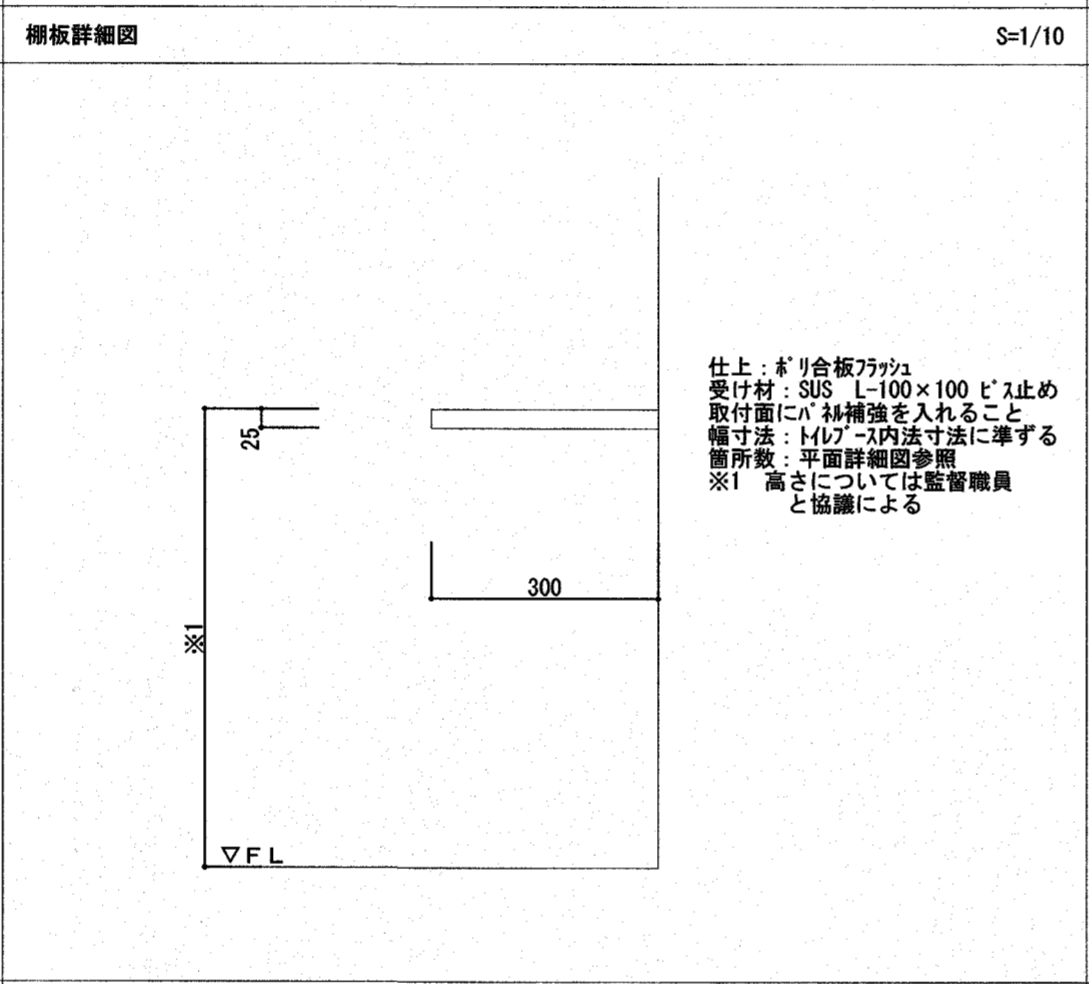 棚板詳細図
S=1/10
仕上：ﾎﾟﾘ合板ﾌﾗｯｼｭ
受け材：SUS L-100×100 ﾋﾞｽ止め
取付面にﾊﾟﾈﾙ補強を入れること
幅寸法：ﾄｲﾚﾌﾞｰｽ内法寸法に準ずる
箇所数：平面詳細図参照
※1 高さについては監督職員
と協議による
25
300
※1
▽FL